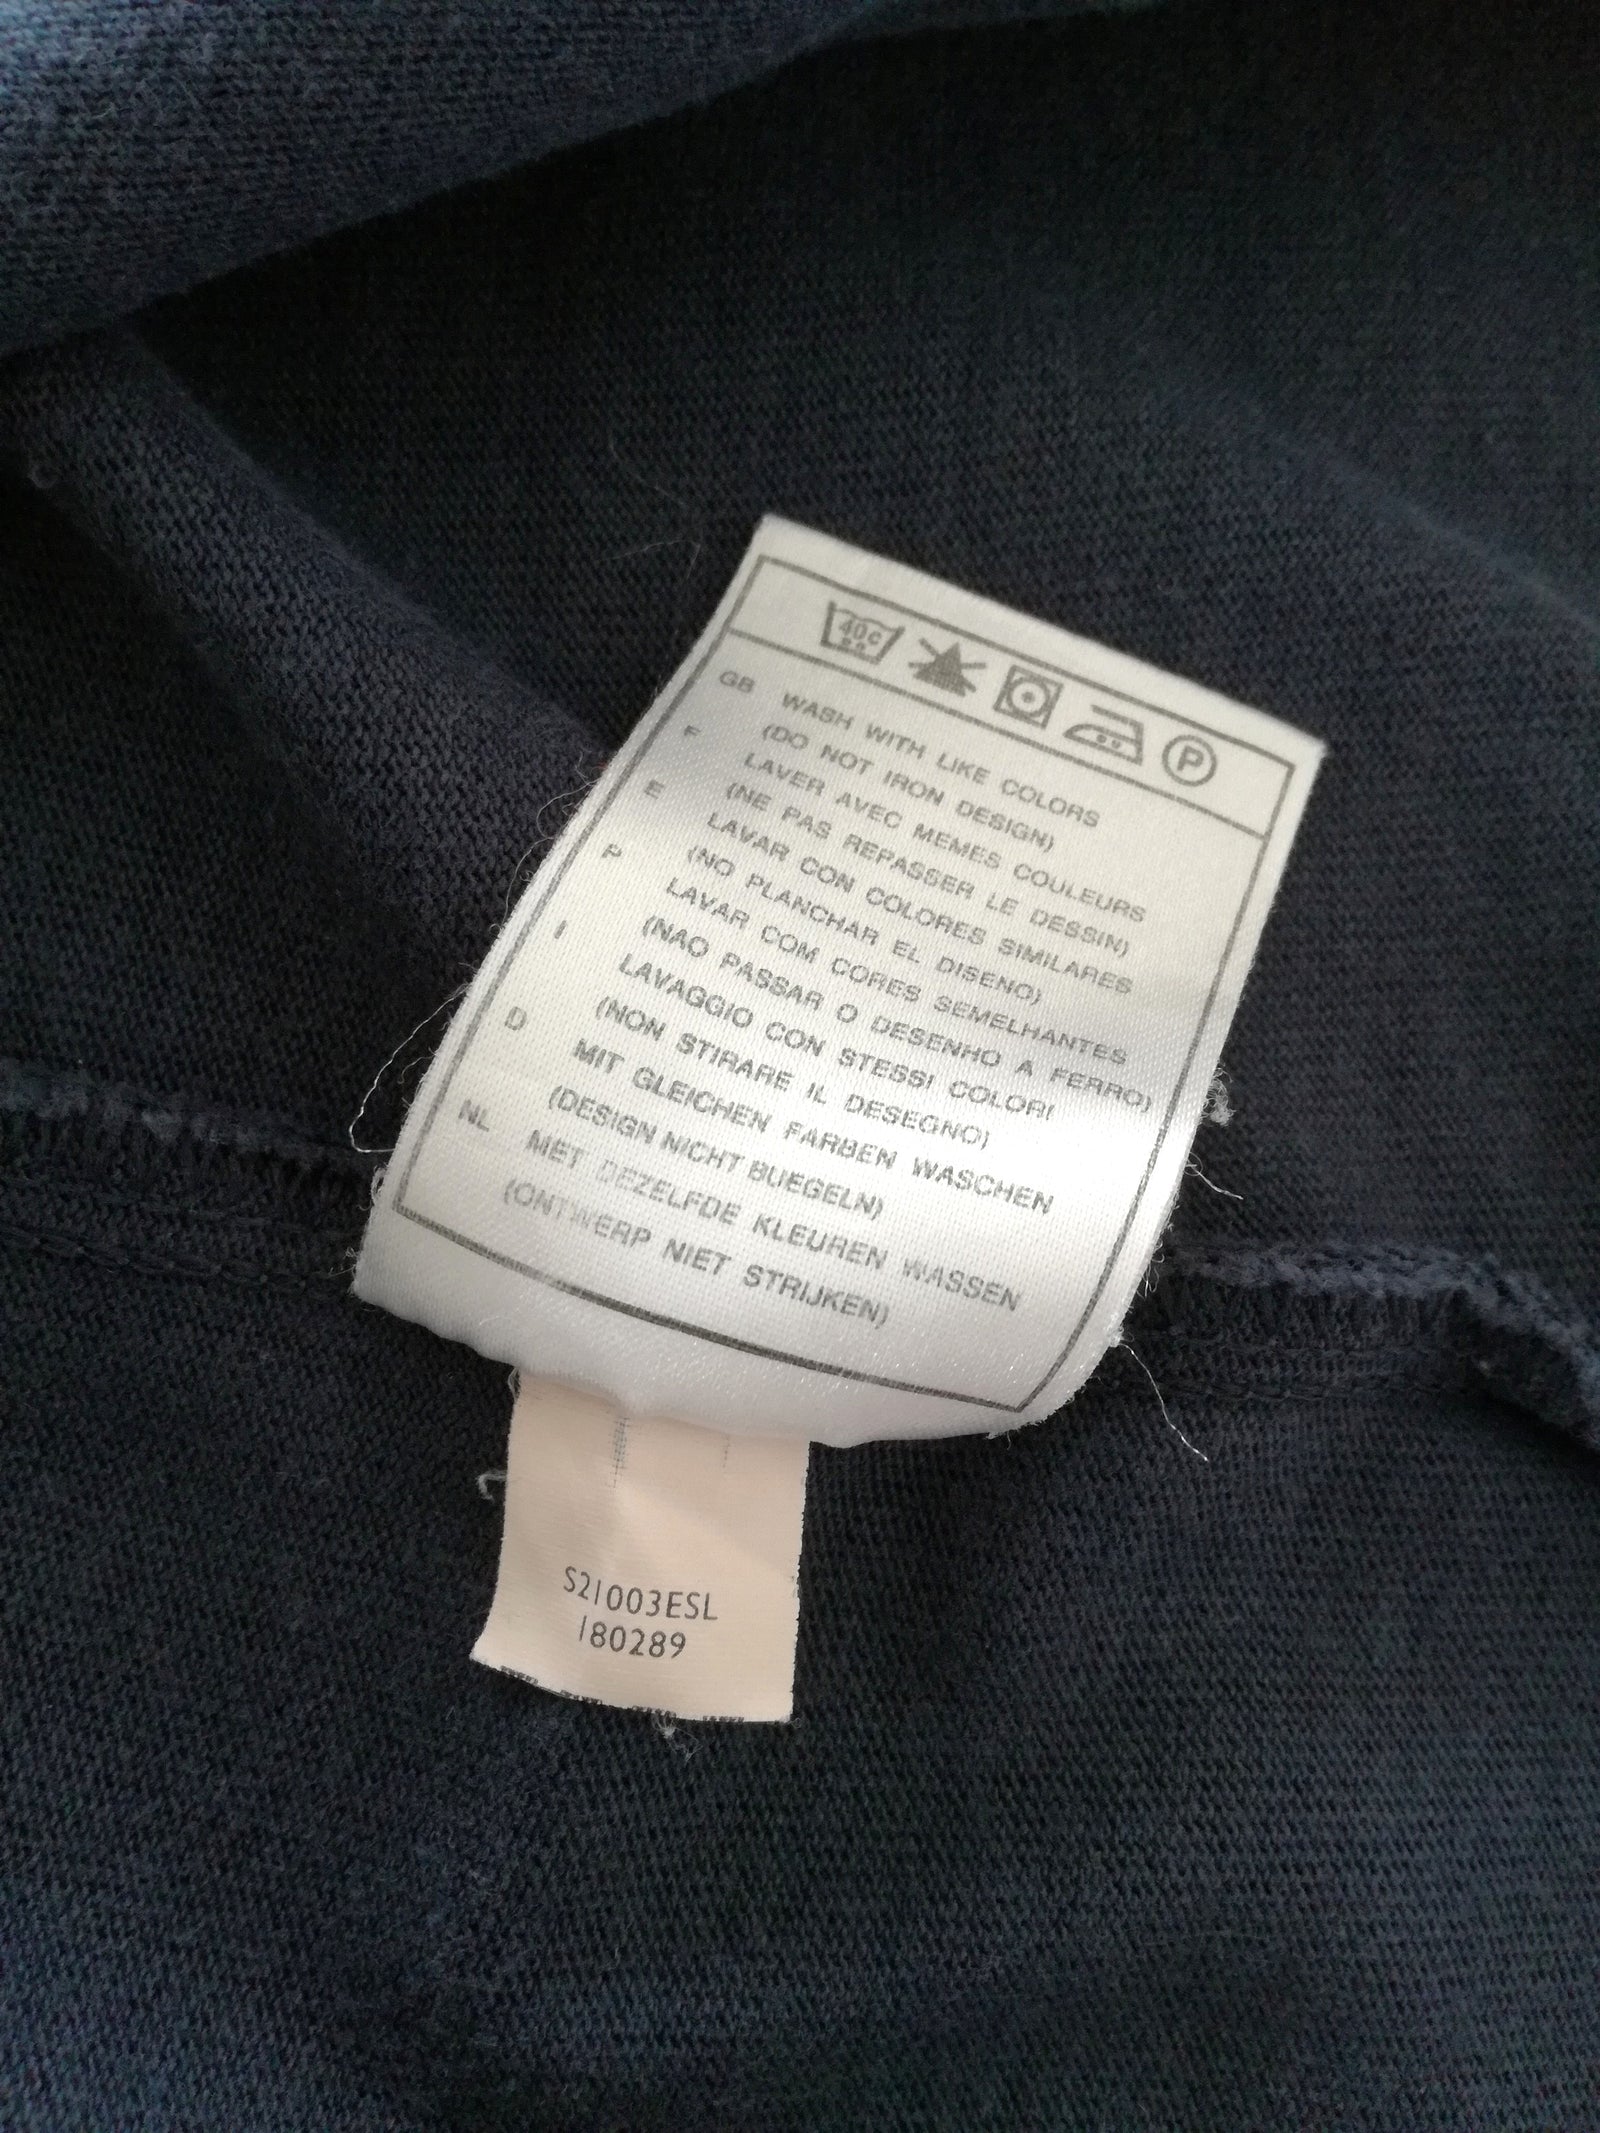 40c
P
GB WASH WITH LIKE COLORS
(DO NOT IRON DESIGN)
F LAVER AVEC MEMES COULEURS
(NE PAS REPASSER LE DESSIN)
E LAVAR CON COLORES SIMILARES
(NO PLANCHAR EL DISENO)
P LAVAR COM CORES SEMELHANTES
(NAO PASSAR O DESENHO A FERRO)
I LAVAGGIO CON STESSI COLORI
(NON STIRARE IL DESEGNO)
D MIT GLEICHEN FARBEN WASCHEN
(DESIGN NICHT BUEGELN)
NL MET DEZELFDE KLEUREN WASSEN
(ONTWERP NIET STRIJKEN)
S21003ESL
180289